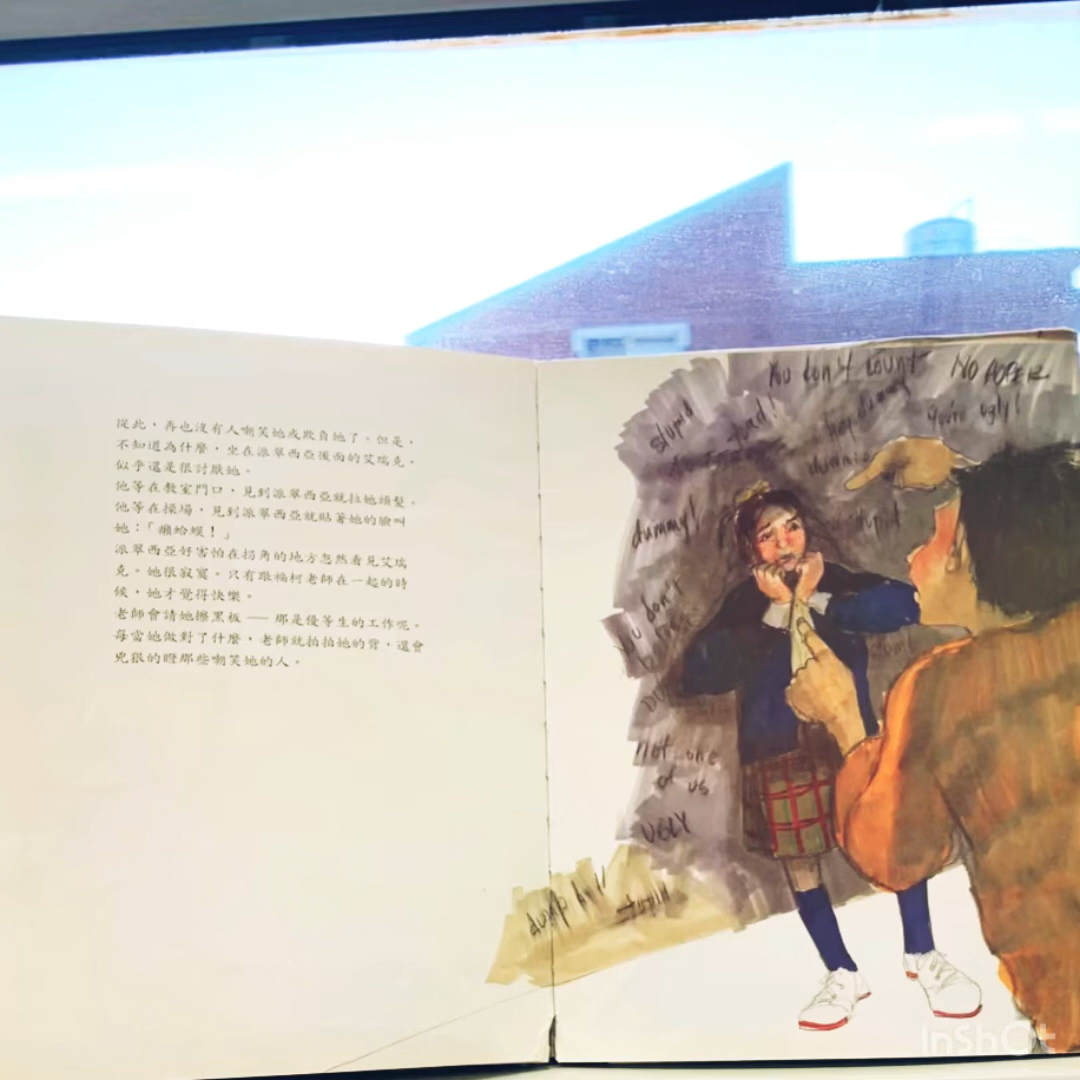 從此，再也沒有人嘲笑她或欺負她了。但是，
不知道為什麼，坐在派翠西亞後面的艾瑞克，
似乎還是很討厭她。
他等在教室門口，見到派翠西亞就拉她頭髮。
他等在操場，見到派翠西亞就貼著她的臉叫
她：「癩蛤蟆！」
派翠西亞好害怕在拐角的地方忽然看見艾瑞
克。她很寂寞。只有跟福柯老師在一起的時
候，她才覺得快樂。
老師會請她擦黑板——那是優等生的工作呢。
每當她做對了什麼，老師就拍拍她的背，還會
兇狠的瞪那些嘲笑她的人。
You don't count
stupid
toad!
hey dummy
you're ugly!
dummie
dummy!
stupid
You don't
not one
of us
UGLY
dump
stupid
InShOt